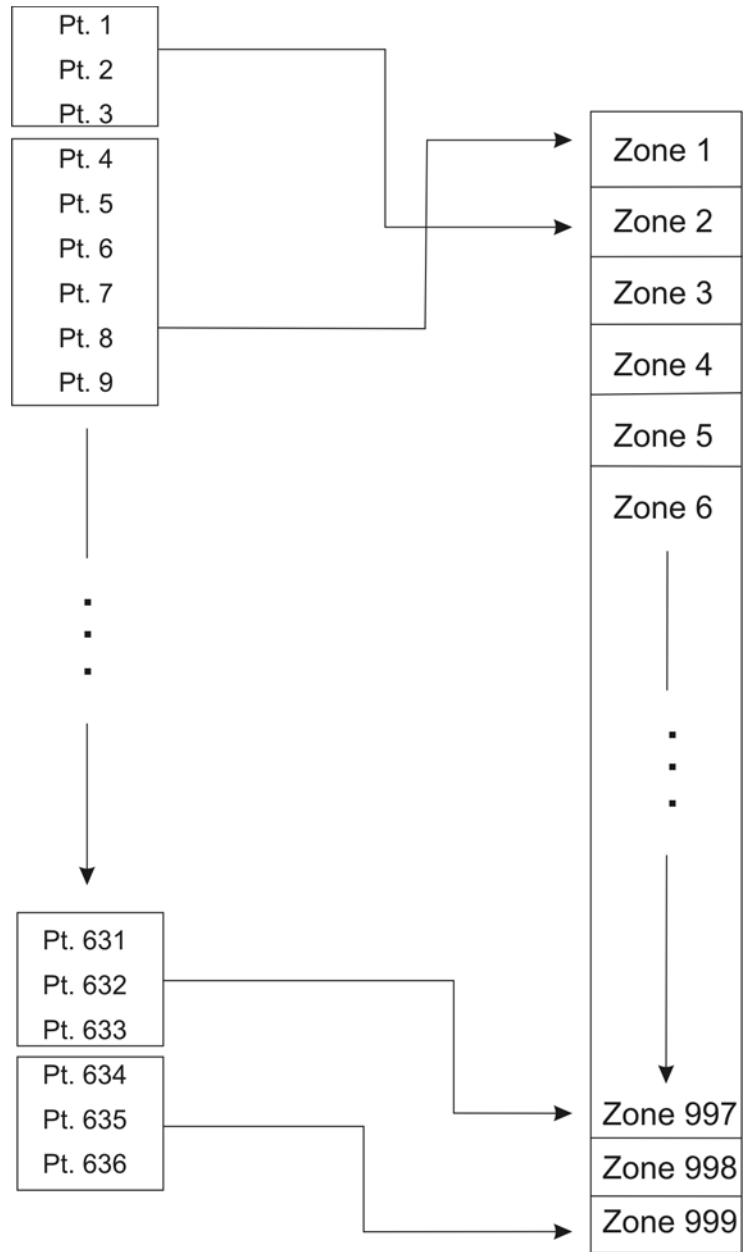 Pt. 1
Pt. 2
Pt. 3
Pt. 4
Pt. 5
Pt. 6
Pt. 7
Pt. 8
Pt. 9
Pt. 631
Pt. 632
Pt. 633
Pt. 634
Pt. 635
Pt. 636
Zone 1
Zone 2
Zone 3
Zone 4
Zone 5
Zone 6
Zone 997
Zone 998
Zone 999